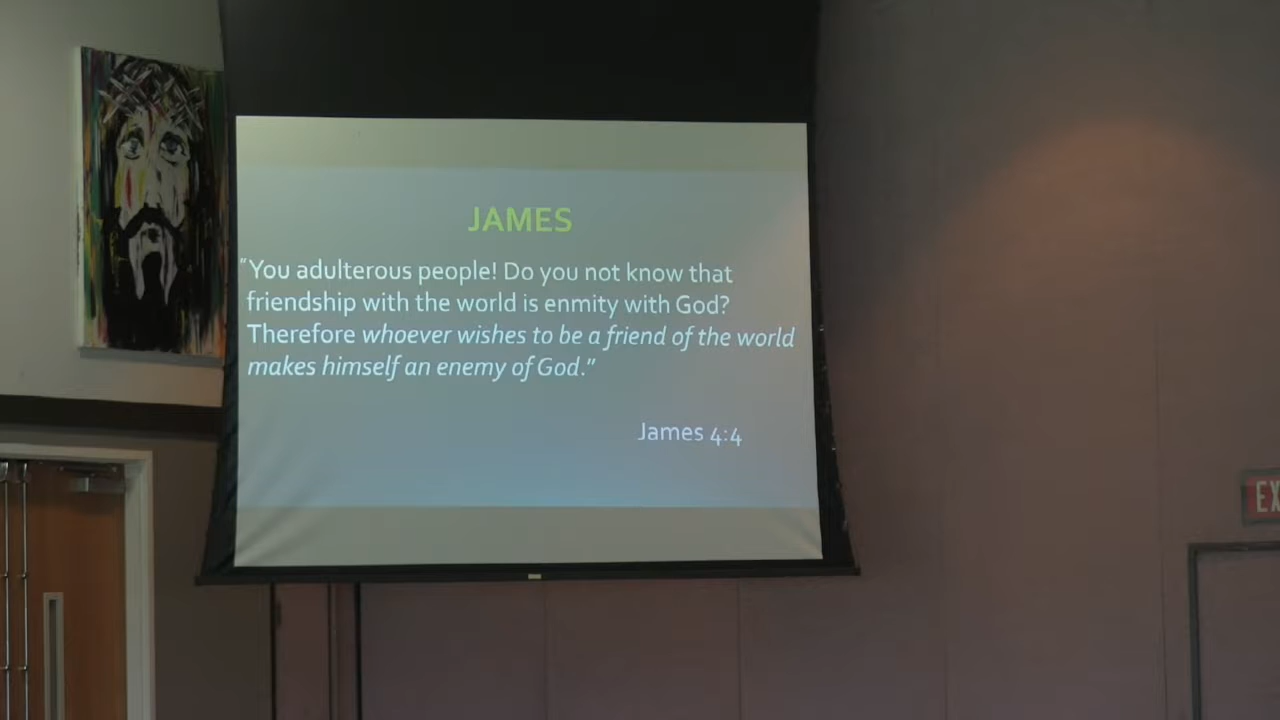 JAMES
"You adulterous people! Do you not know that
friendship with the world is enmity with God?
Therefore whoever wishes to be a friend of the world
makes himself an enemy of God."
James 4:4
EX